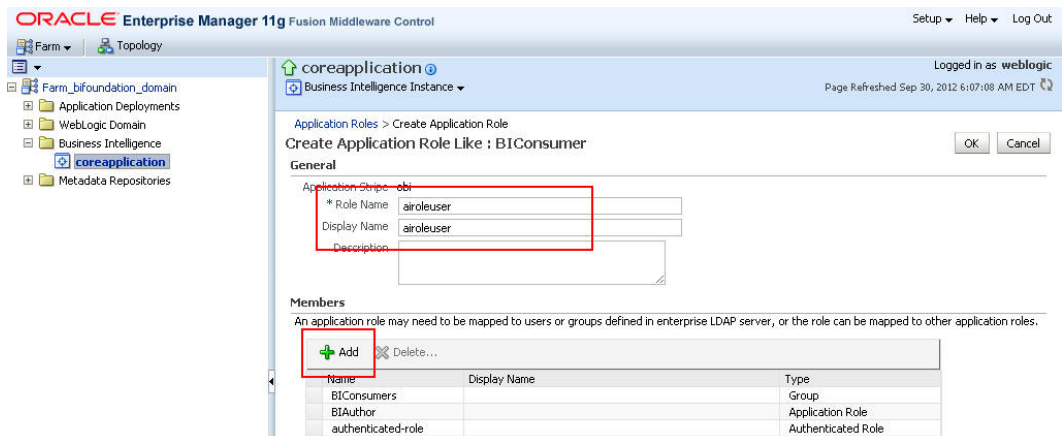 ORACLE Enterprise Manager 11g Fusion Middleware Control
Setup Help Log Out
Farm Topology
Farm_bifoundation_domain
Application Deployments
WebLogic Domain
Business Intelligence
coreapplication
Metadata Repositories
coreapplication
Logged in as weblogic
Business Intelligence Instance
Page Refreshed Sep 30, 2012 6:07:08 AM EDT
Application Roles > Create Application Role
Create Application Role Like : BIConsumer
OK Cancel
General
Application Stripe obi
* Role Name airoleuser
Display Name airoleuser
Description
Members
An application role may need to be mapped to users or groups defined in enterprise LDAP server, or the role can be mapped to other application roles.
Add Delete...
Name Display Name Type
BIConsumers Group
BIAuthor Application Role
authenticated-role Authenticated Role